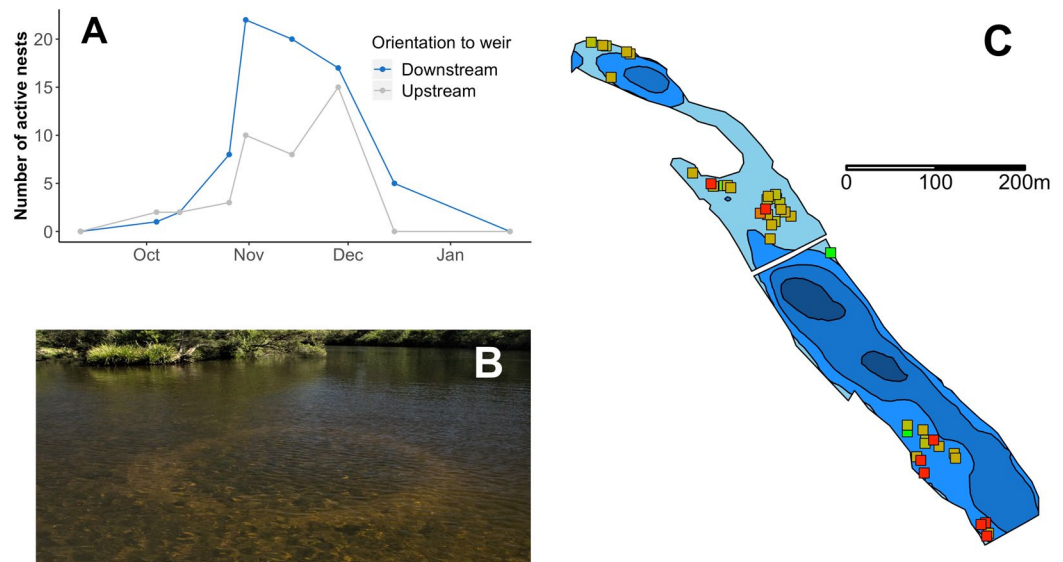 A
Number of active nests
20
15
10
5
0
Oct
Nov
Dec
Jan
Orientation to weir
Downstream
Upstream
B
C
0
100
200m